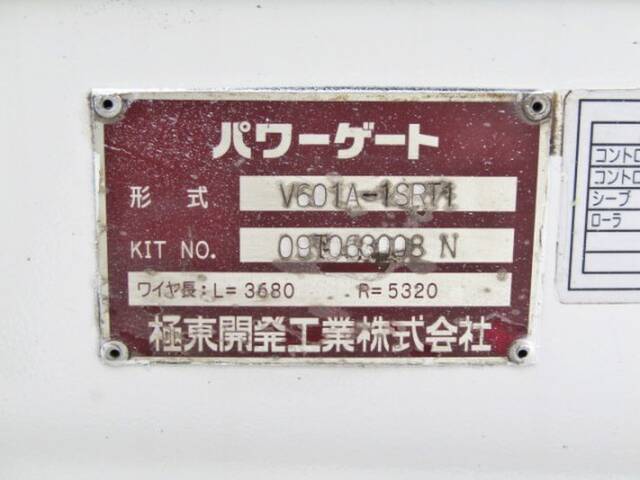 パワーゲート
形 式 V601A-1SRT1
KIT NO.
ワイヤ長:L=3680 R=5320
極東開発工業株式会社
コントロ
コントロ
シーブ
ローラ